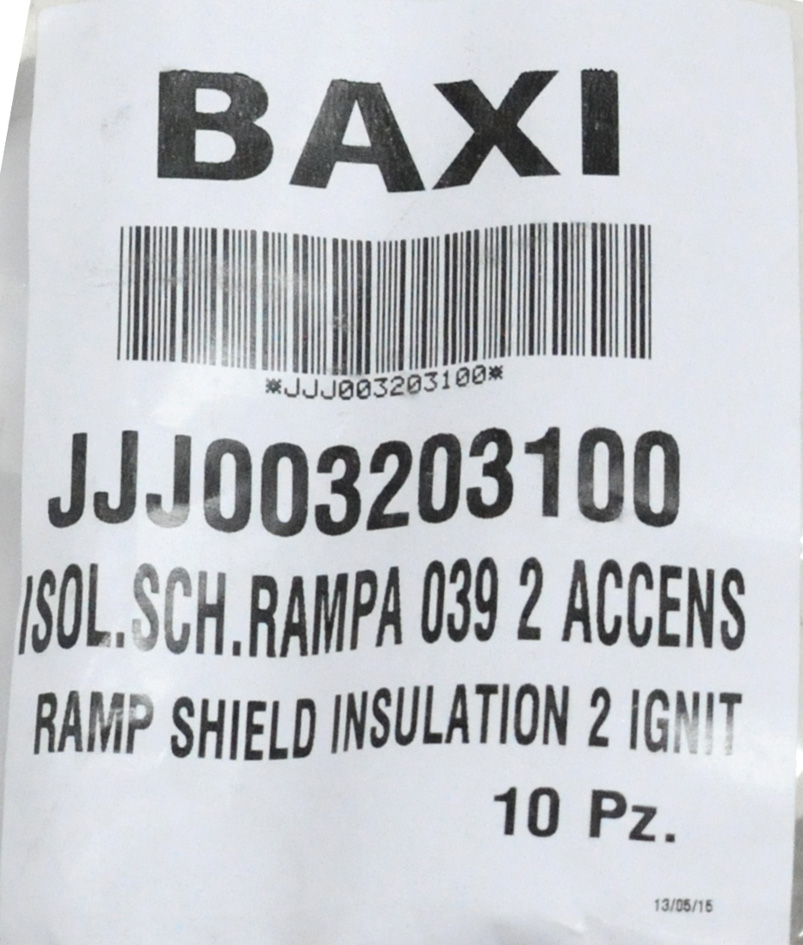 BAXI
*JJJ003203100*
JJJ003203100
ISOL.SCH.RAMPA 039 2 ACCENS
RAMP SHIELD INSULATION 2 IGNIT
10 Pz.
13/05/15